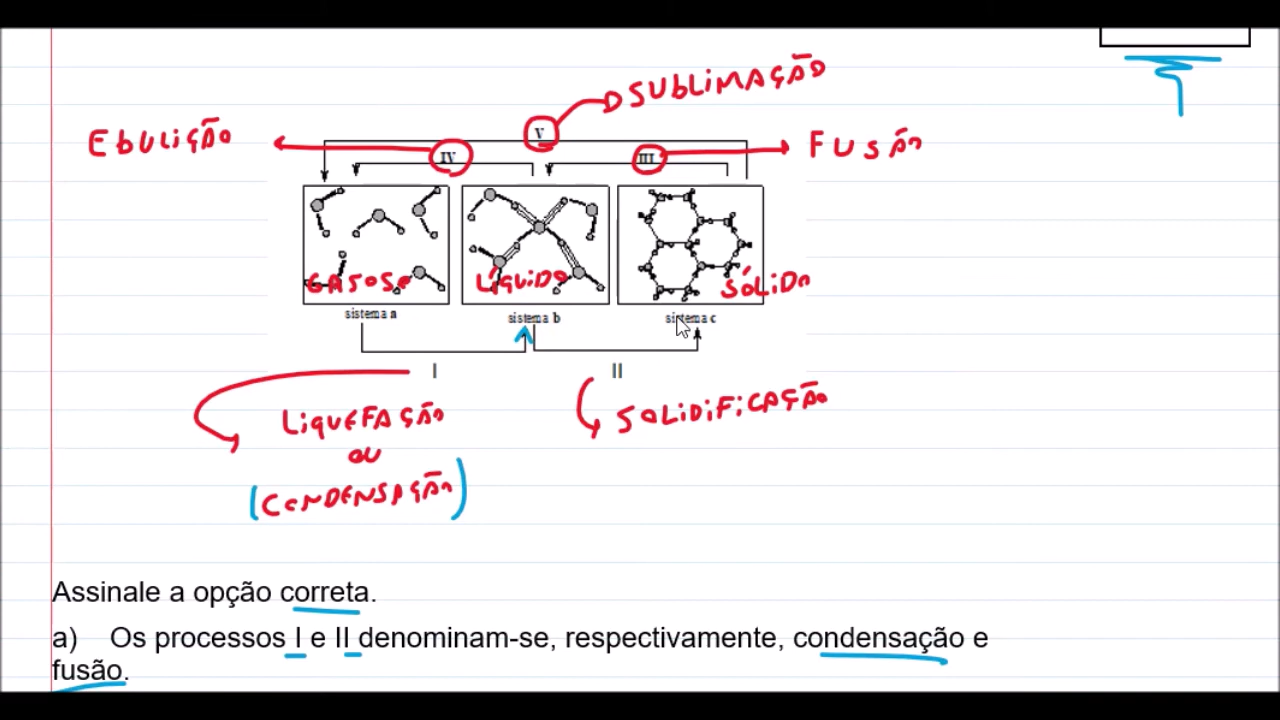 SUBLIMAÇÃO
EBULIÇÃO
V
IV
III
FUSÃO
GASOSO
LÍQUIDO
SÓLIDO
sistema a
sistema b
sistema c
I
II
LIQUEFAÇÃO
OU
(CONDENSAÇÃO)
SOLIDIFICAÇÃO
Assinale a opção correta.
a) Os processos I e II denominam-se, respectivamente, condensação e
fusão.